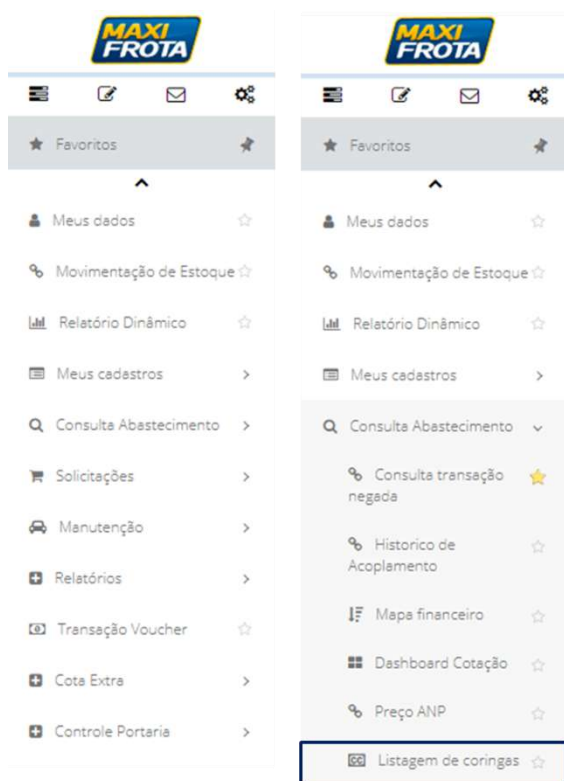 MAXI
FROTA
Favoritos
Meus dados
Movimentação de Estoque
Relatório Dinâmico
Meus cadastros
Consulta Abastecimento
Solicitações
Manutenção
Relatórios
Transação Voucher
Cota Extra
Controle Portaria
MAXI
FROTA
Favoritos
Meus dados
Movimentação de Estoque
Relatório Dinâmico
Meus cadastros
Consulta Abastecimento
Consulta transação
negada
Historico de
Acoplamento
Mapa financeiro
Dashboard Cotação
Preço ANP
CC Listagem de coringas